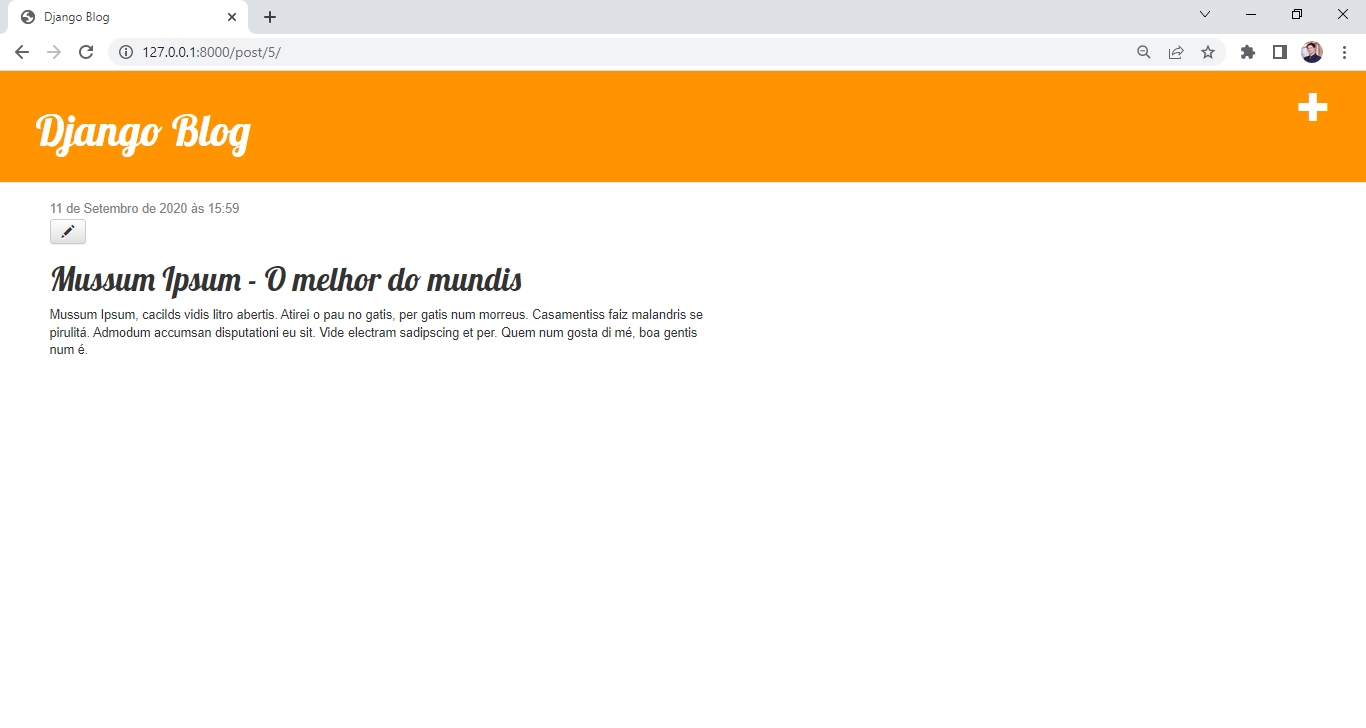 Django Blog
127.0.0.1:8000/post/5/
Django Blog
11 de Setembro de 2020 às 15:59
Mussum Ipsum - O melhor do mundis
Mussum Ipsum, cacilds vidis litro abertis. Atirei o pau no gatis, per gatis num morreus. Casamentiss faiz malandris se
pirulitá. Admodum accumsan disputationi eu sit. Vide electram sadipscing et per. Quem num gosta di mé, boa gentis
num é.